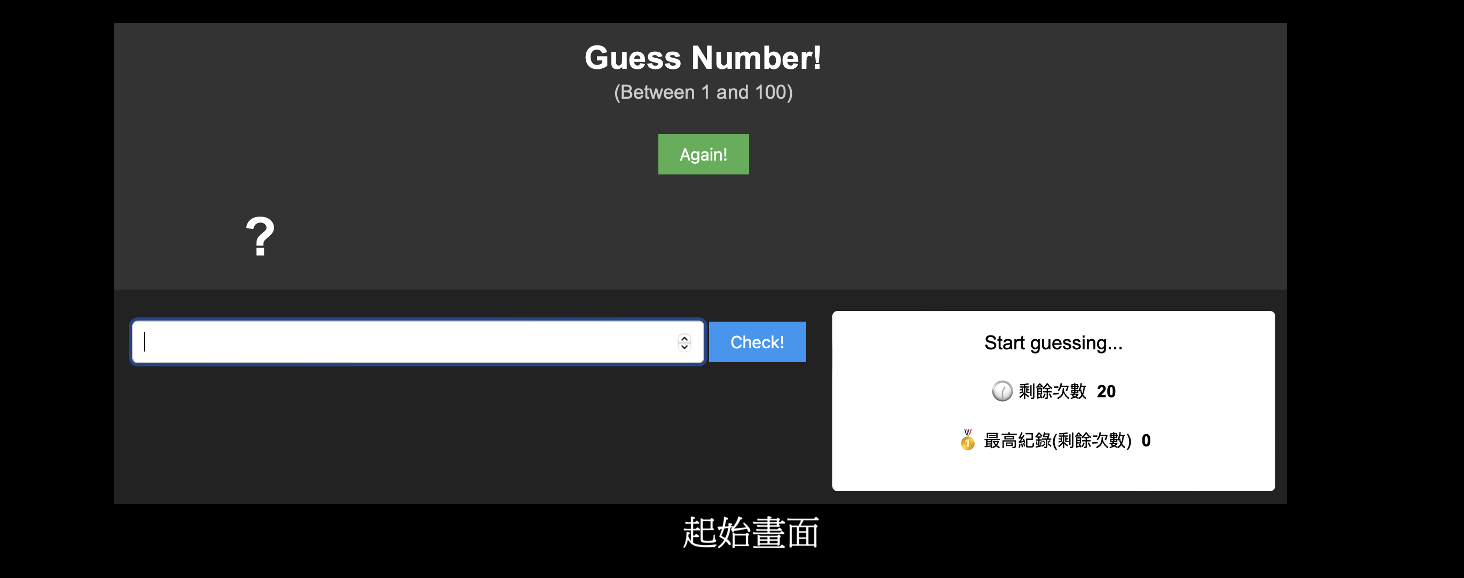 Guess Number!
(Between 1 and 100)
Again!
?
Check!
Start guessing...
剩餘次數 20
🥇 最高紀錄(剩餘次數) 0
起始畫面